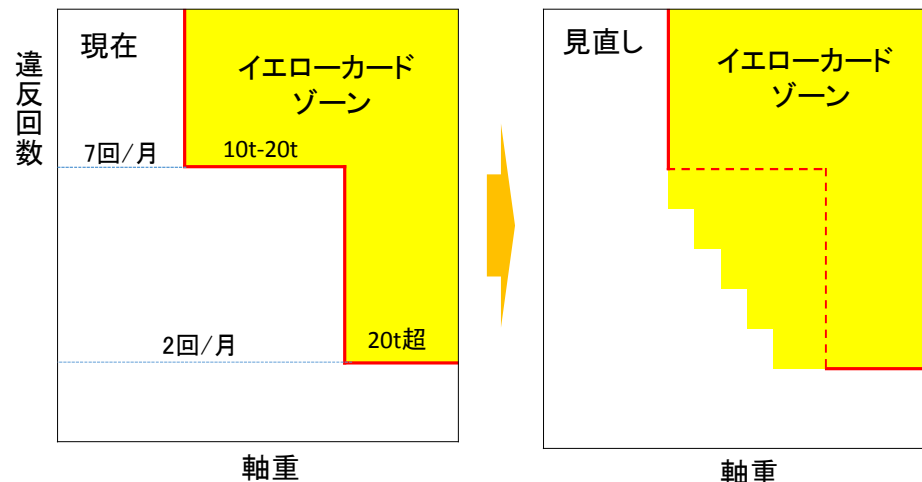 現在
違反回数
イエローカード
ゾーン
7回/月
10t-20t
2回/月
20t超
軸重
見直し
イエローカード
ゾーン
軸重